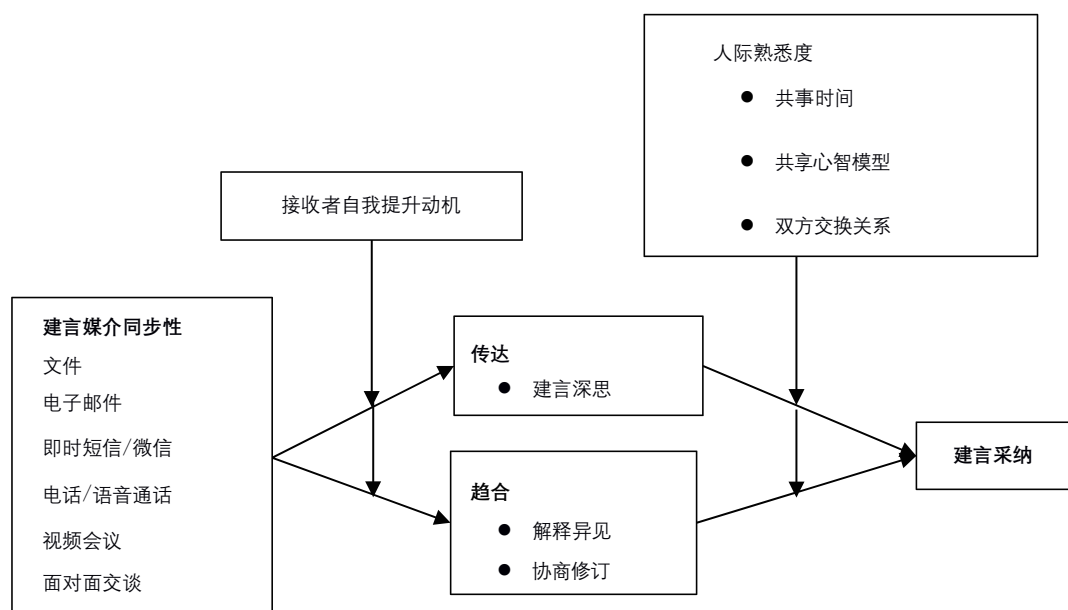 人际熟悉度
● 共事时间
● 共享心智模型
● 双方交换关系
接收者自我提升动机
建言媒介同步性
文件
电子邮件
即时短信/微信
电话/语音通话
视频会议
面对面交谈
传达
● 建言深思
趋合
● 解释异见
● 协商修订
建言采纳